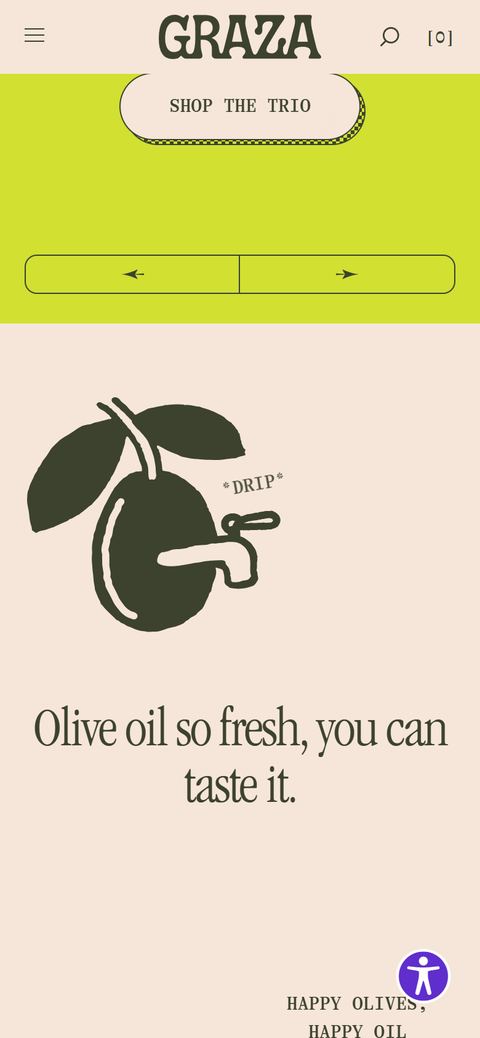 GRAZA
[0]
SHOP THE TRIO
*DRIP*
Olive oil so fresh, you can
taste it.
HAPPY OLIVES,
HAPPY OIL